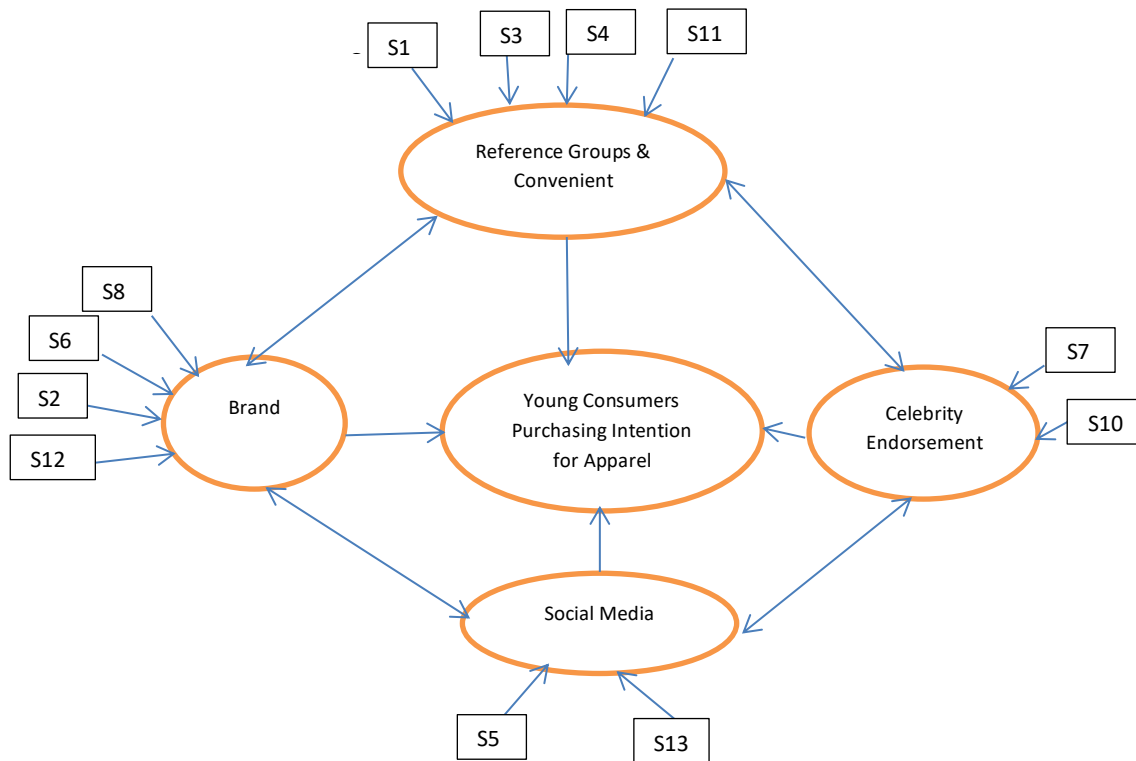 S1
S3
S4
S11
Reference Groups &
Convenient
S8
S6
S2
S12
Brand
Young Consumers
Purchasing Intention
for Apparel
Celebrity
Endorsement
S7
S10
Social Media
S5
S13